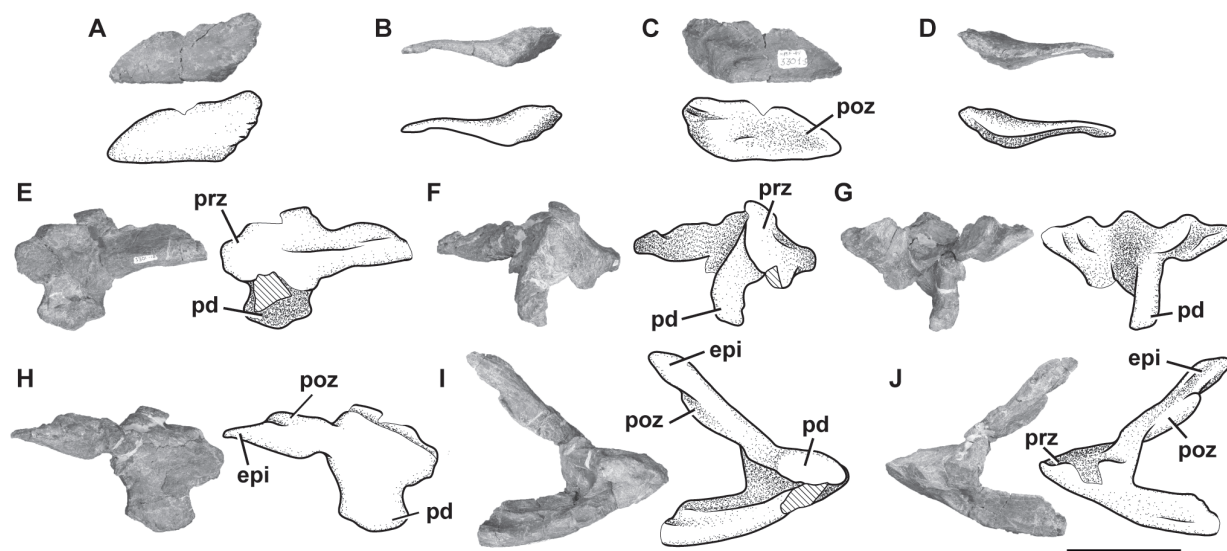 A B C D
poz
E prz F prz G
pd pd pd
H poz I epi J epi
poz pd prz poz
epi pd